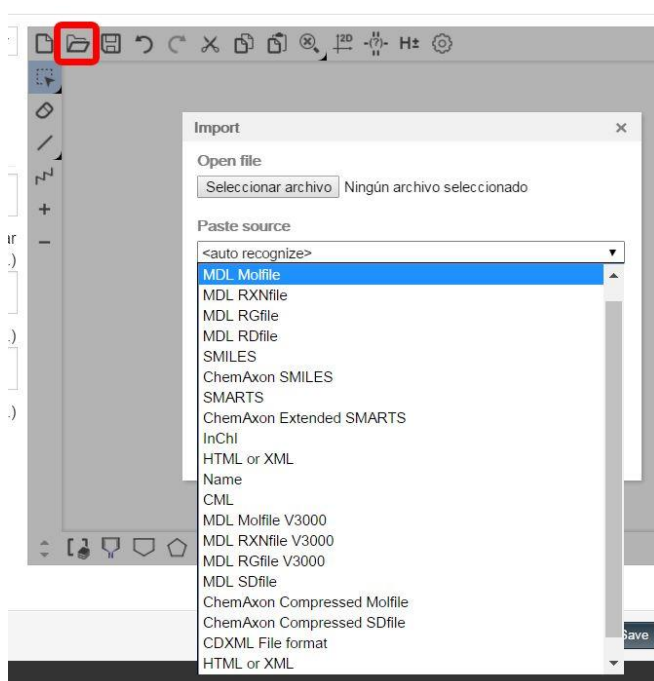 2D
-(?)-
H±
Import
×
Open file
Seleccionar archivo Ningún archivo seleccionado
Paste source
<auto recognize>
ar
.)
.)
.)
MDL Molfile
MDL RXNfile
MDL RGfile
MDL RDfile
SMILES
ChemAxon SMILES
SMARTS
ChemAxon Extended SMARTS
InChI
HTML or XML
Name
CML
MDL Molfile V3000
MDL RXNfile V3000
MDL RGfile V3000
MDL SDfile
ChemAxon Compressed Molfile
ChemAxon Compressed SDfile
CDXML File format
HTML or XML
Save